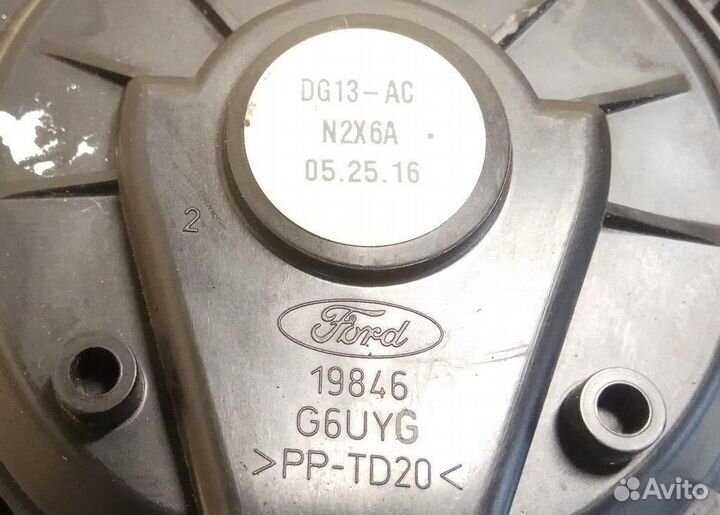 DG13-AC
N2X6A
05.25.16
2
Ford
19846
G6UYG
>PP-TD20<
Avito